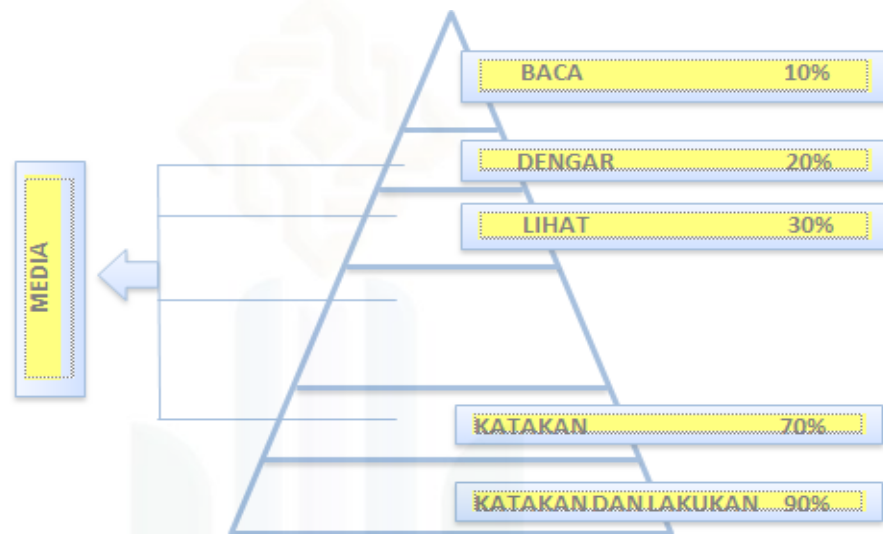 BACA 10%
DENGAR 20%
LIHAT 30%
MEDIA
KATAKAN 70%
KATAKAN DAN LAKUKAN 90%